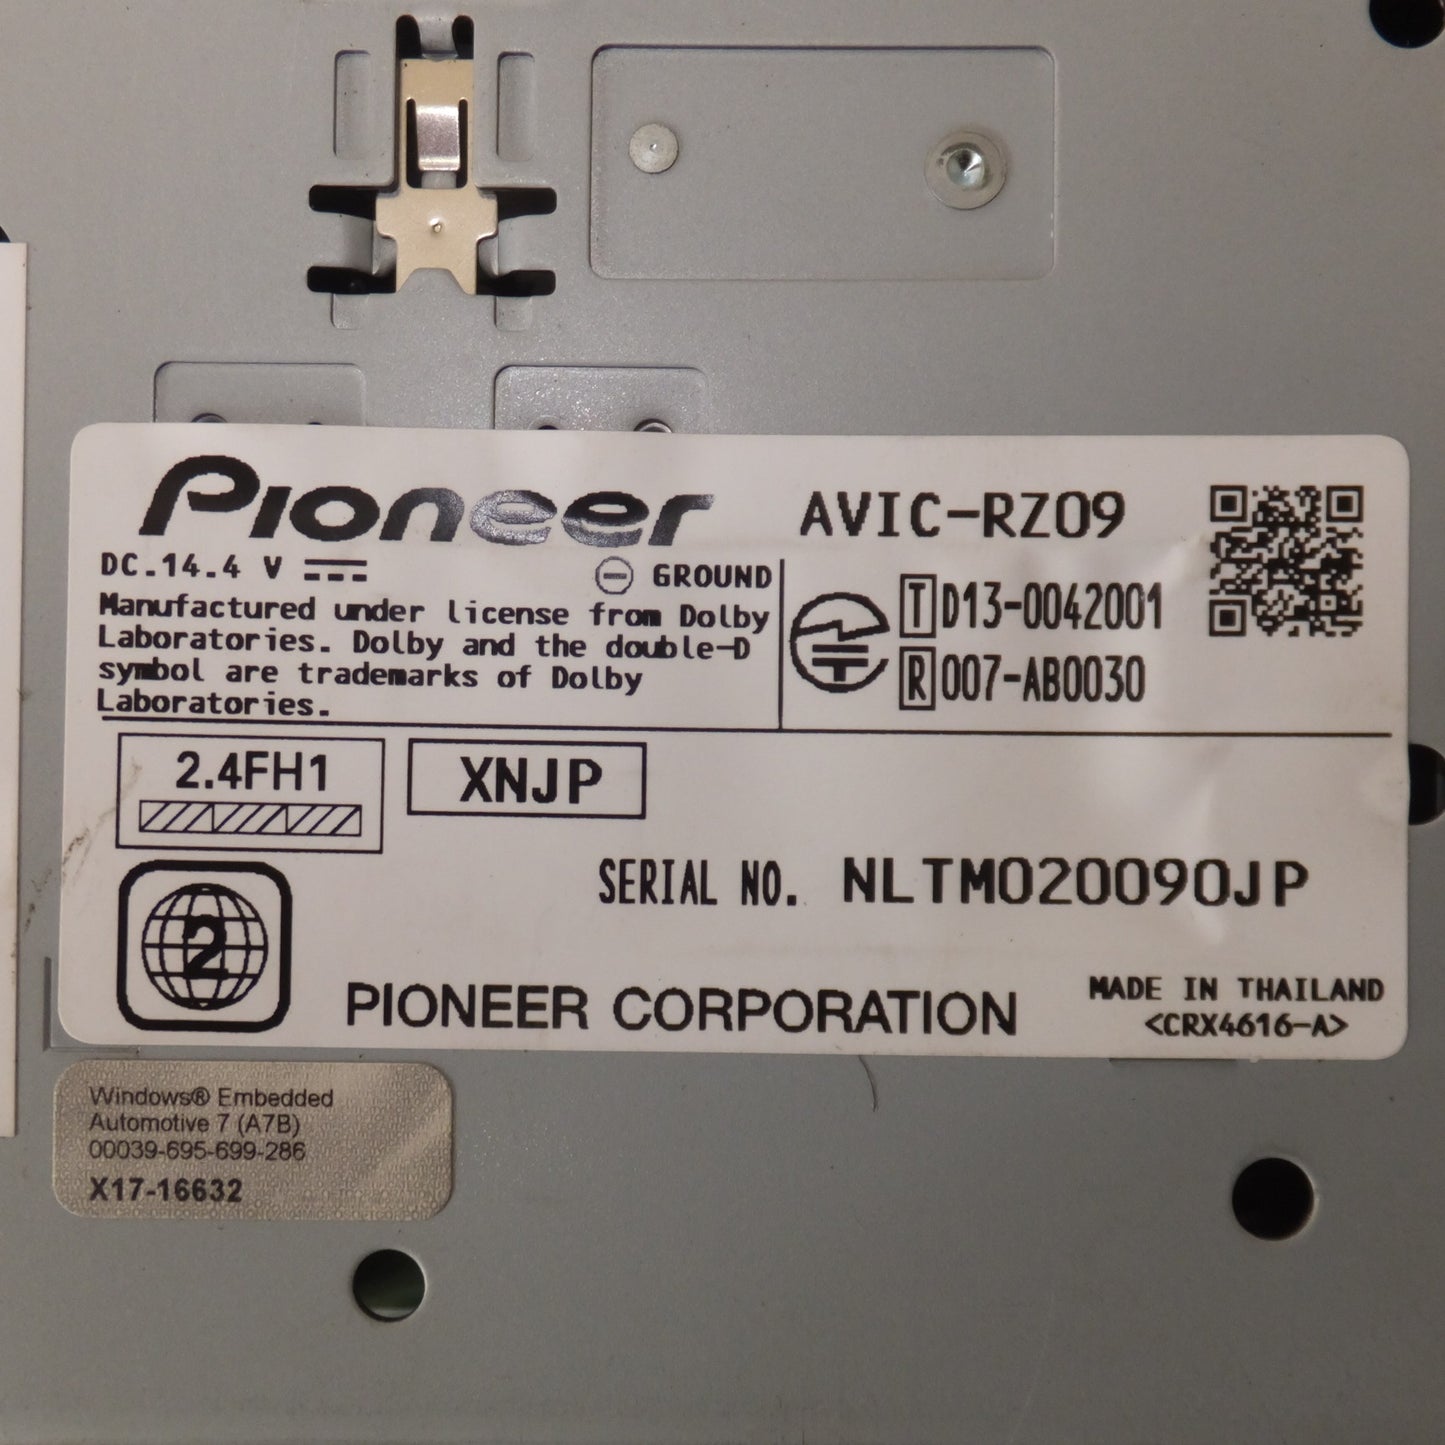 Pioneer
AVIC-RZ09
DC.14.4 V
GROUND
Manufactured under license from Dolby
Laboratories. Dolby and the double-D
symbol are trademarks of Dolby
Laboratories.
T D13-0042001
R 007-AB0030
2.4FH1
XNJP
SERIAL NO. NLTM020090JP
2
PIONEER CORPORATION
MADE IN THAILAND
<CRX4616-A>
Windows® Embedded
Automotive 7 (A7B)
00039-695-699-286
X17-16632